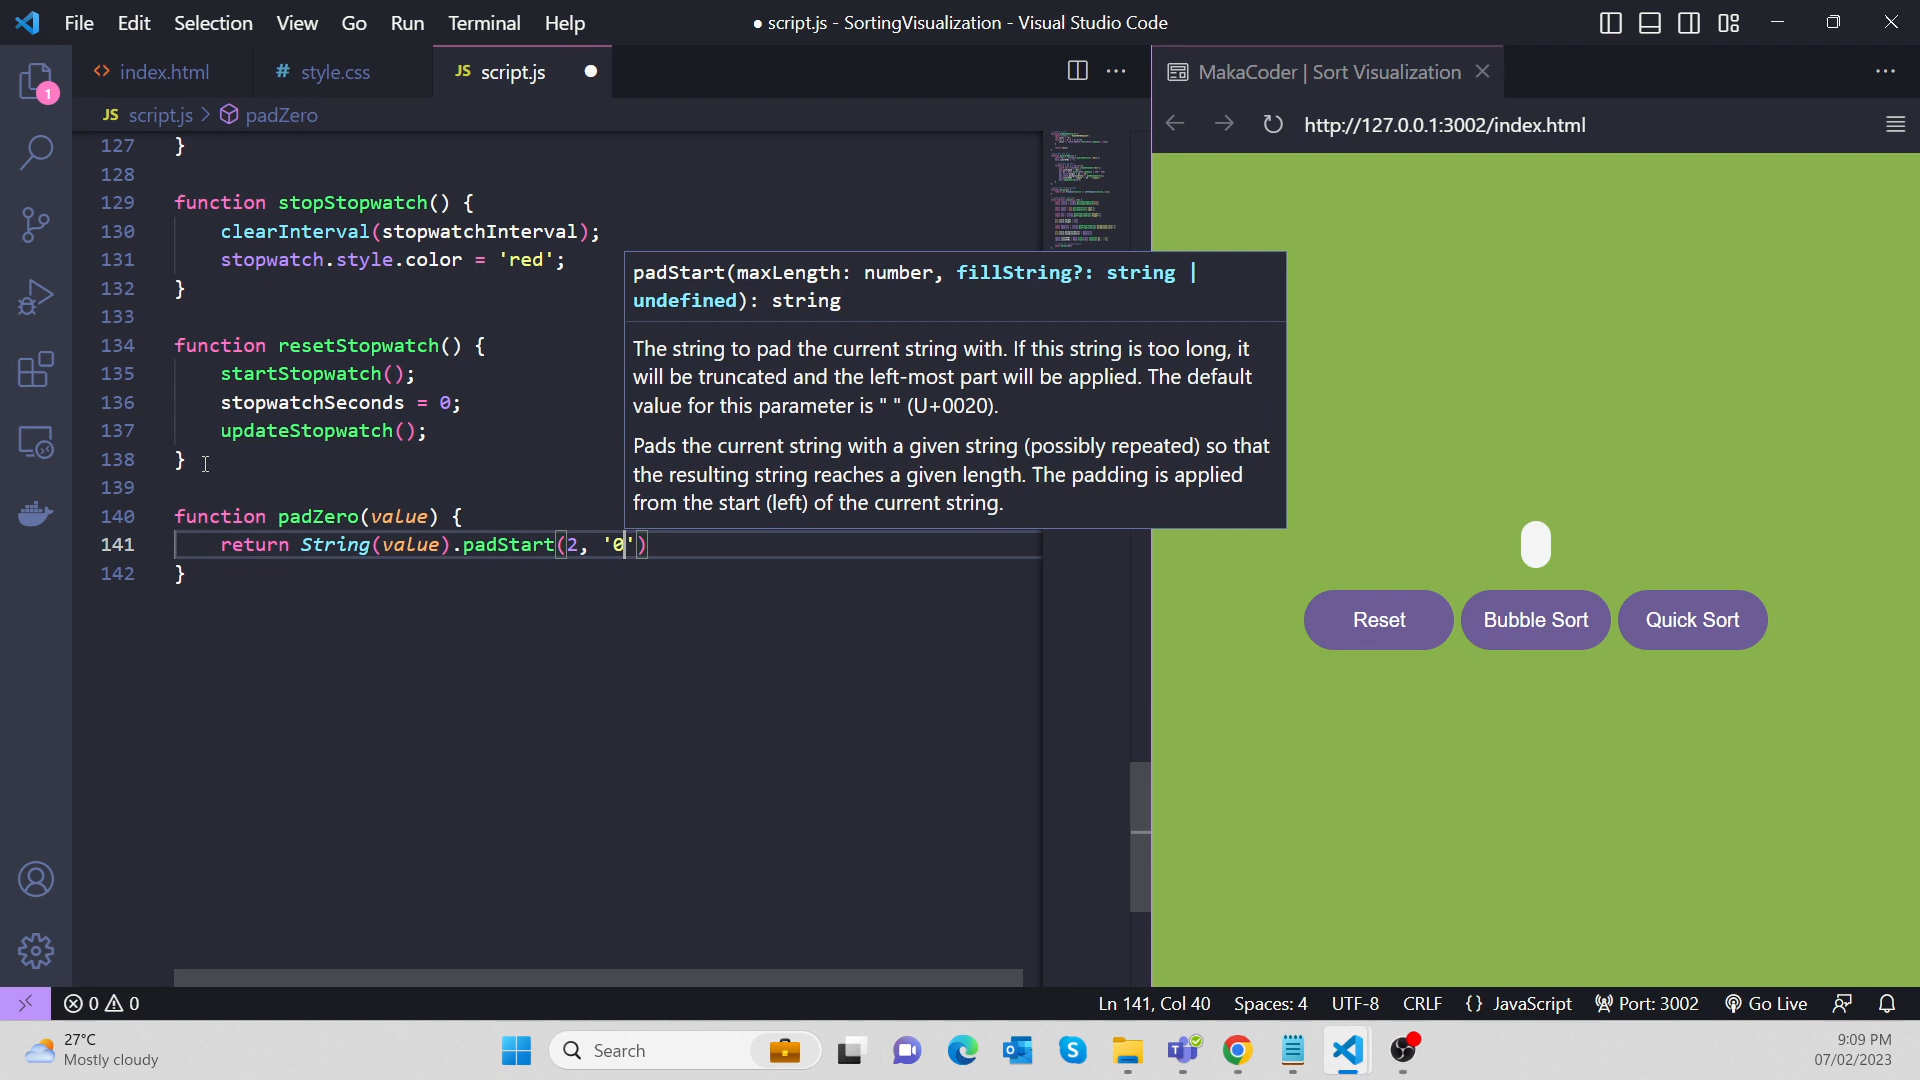 File Edit Selection View Go Run Terminal Help
● script.js - SortingVisualization - Visual Studio Code
index.html
# style.css
JS script.js ●
MakaCoder | Sort Visualization
JS script.js > padZero
http://127.0.0.1:3002/index.html
1
127 }
128
129 function stopStopwatch() {
130 clearInterval(stopwatchInterval);
131 stopwatch.style.color = 'red';
132 }
133
134 function resetStopwatch() {
135 startStopwatch();
136 stopwatchSeconds = 0;
137 updateStopwatch();
138 }
139
140 function padZero(value) {
141 return String(value).padStart(2, '0')
142 }
padStart(maxLength: number, fillString?: string |
undefined): string
The string to pad the current string with. If this string is too long, it
will be truncated and the left-most part will be applied. The default
value for this parameter is " " (U+0020).
Pads the current string with a given string (possibly repeated) so that
the resulting string reaches a given length. The padding is applied
from the start (left) of the current string.
Reset
Bubble Sort
Quick Sort
0 0
Ln 141, Col 40 Spaces: 4 UTF-8 CRLF {} JavaScript Port: 3002 Go Live
27°C
Mostly cloudy
Search
9:09 PM
07/02/2023